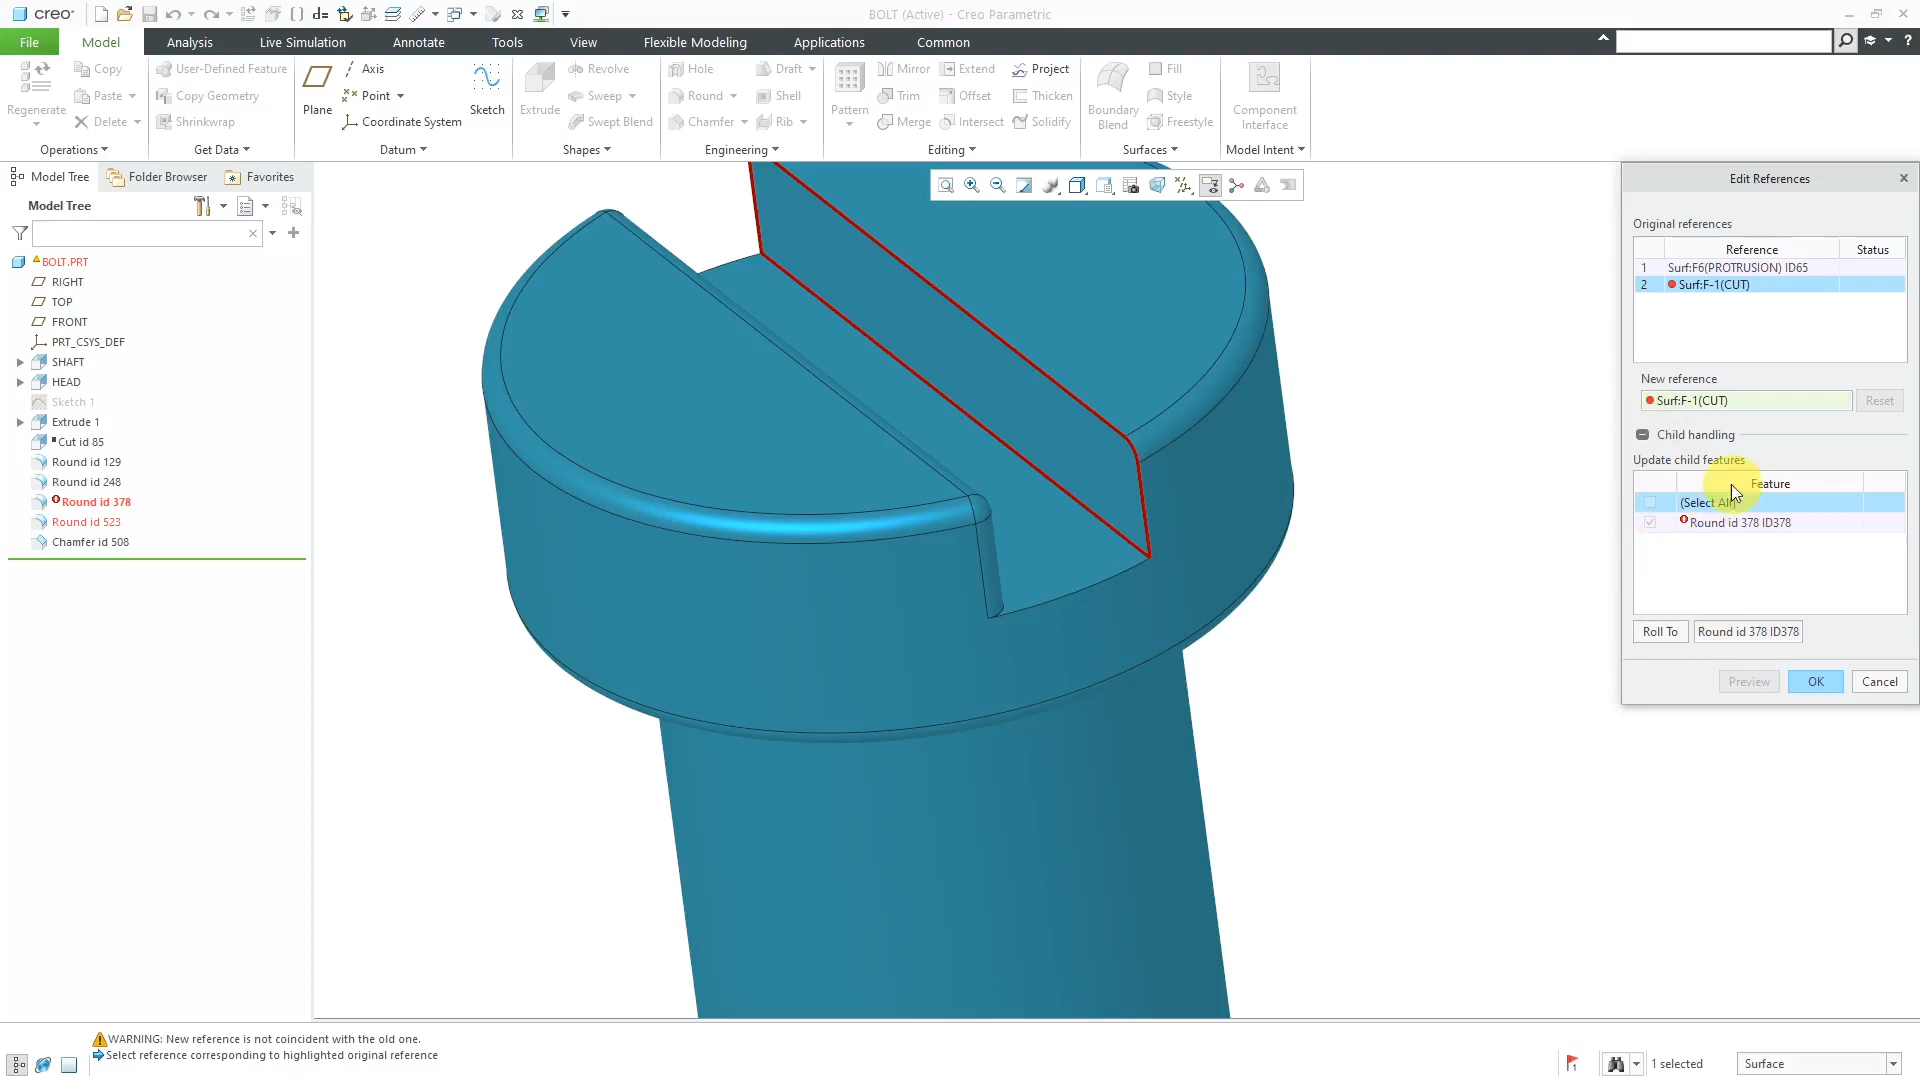 creo
d=
BOLT (Active) - Creo Parametric
File Model Analysis Live Simulation Annotate Tools View Flexible Modeling Applications Common
Regenerate
Copy
Paste
Delete
Operations
User-Defined Feature
Copy Geometry
Shrinkwrap
Get Data
Plane
Axis
Point
Coordinate System
Sketch
Datum
Extrude
Revolve
Sweep
Swept Blend
Shapes
Hole
Round
Chamfer
Draft
Shell
Rib
Engineering
Pattern
Mirror
Trim
Merge
Extend
Offset
Intersect
Project
Thicken
Solidify
Editing
Boundary
Blend
Fill
Style
Freestyle
Surfaces
Component
Interface
Model Intent
Model Tree
Folder Browser
Favorites
Model Tree
BOLT.PRT
RIGHT
TOP
FRONT
PRT_CSYS_DEF
SHAFT
HEAD
Sketch 1
Extrude 1
Cut id 85
Round id 129
Round id 248
Round id 378
Round id 523
Chamfer id 508
Edit References
Original references
Reference Status
1 Surf:F6(PROTRUSION) ID65
2 Surf:F-1(CUT)
New reference
Surf:F-1(CUT) Reset
Child handling
Update child features
Feature
(Select All)
Round id 378 ID378
Roll To Round id 378 ID378
Preview OK Cancel
WARNING: New reference is not coincident with the old one.
Select reference corresponding to highlighted original reference
1 selected
Surface